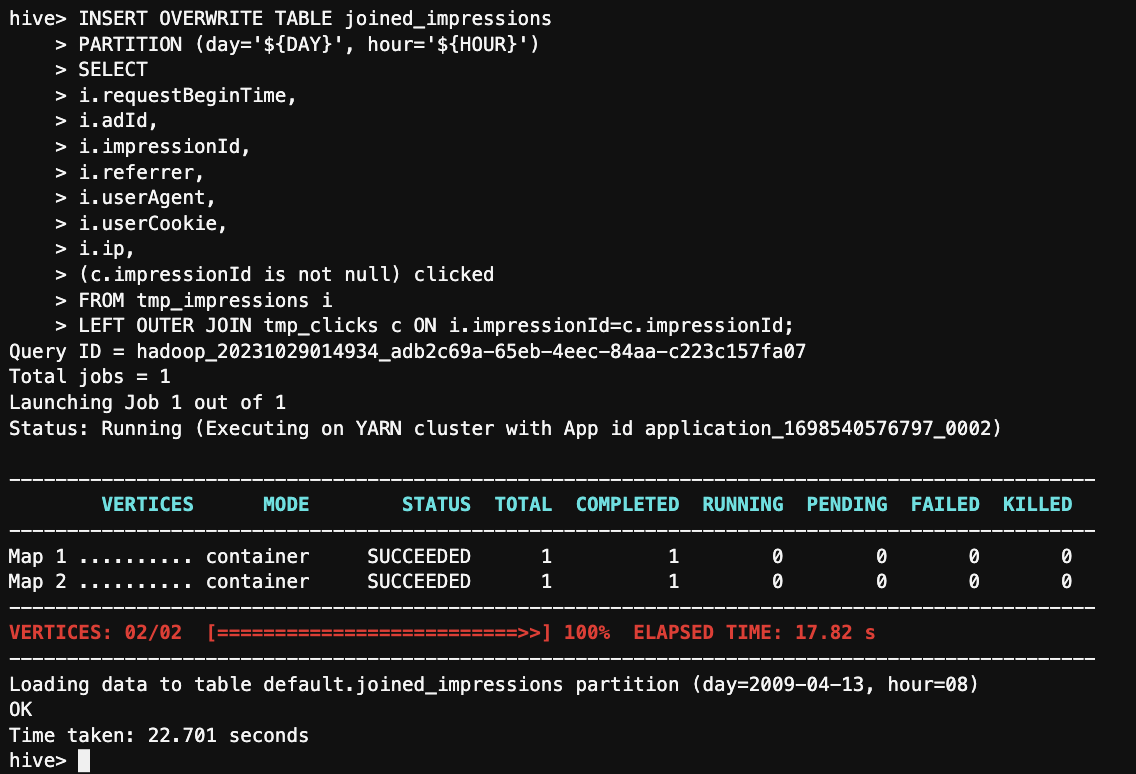 hive> INSERT OVERWRITE TABLE joined_impressions
    > PARTITION (day='${DAY}', hour='${HOUR}')
    > SELECT
    > i.requestBeginTime,
    > i.adId,
    > i.impressionId,
    > i.referrer,
    > i.userAgent,
    > i.userCookie,
    > i.ip,
    > (c.impressionId is not null) clicked
    > FROM tmp_impressions i
    > LEFT OUTER JOIN tmp_clicks c ON i.impressionId=c.impressionId;
Query ID = hadoop_20231029014934_adb2c69a-65eb-4eec-84aa-c223c157fa07
Total jobs = 1
Launching Job 1 out of 1
Status: Running (Executing on YARN cluster with App id application_1698540576797_0002)
----------------------------------------------------------------------------------------------
        VERTICES      MODE        STATUS  TOTAL  COMPLETED  RUNNING  PENDING  FAILED  KILLED
----------------------------------------------------------------------------------------------
Map 1 .......... container     SUCCEEDED      1          1        0        0       0       0
Map 2 .......... container     SUCCEEDED      1          1        0        0       0       0
----------------------------------------------------------------------------------------------
VERTICES: 02/02  [==========================>>] 100%  ELAPSED TIME: 17.82 s
----------------------------------------------------------------------------------------------
Loading data to table default.joined_impressions partition (day=2009-04-13, hour=08)
OK
Time taken: 22.701 seconds
hive>